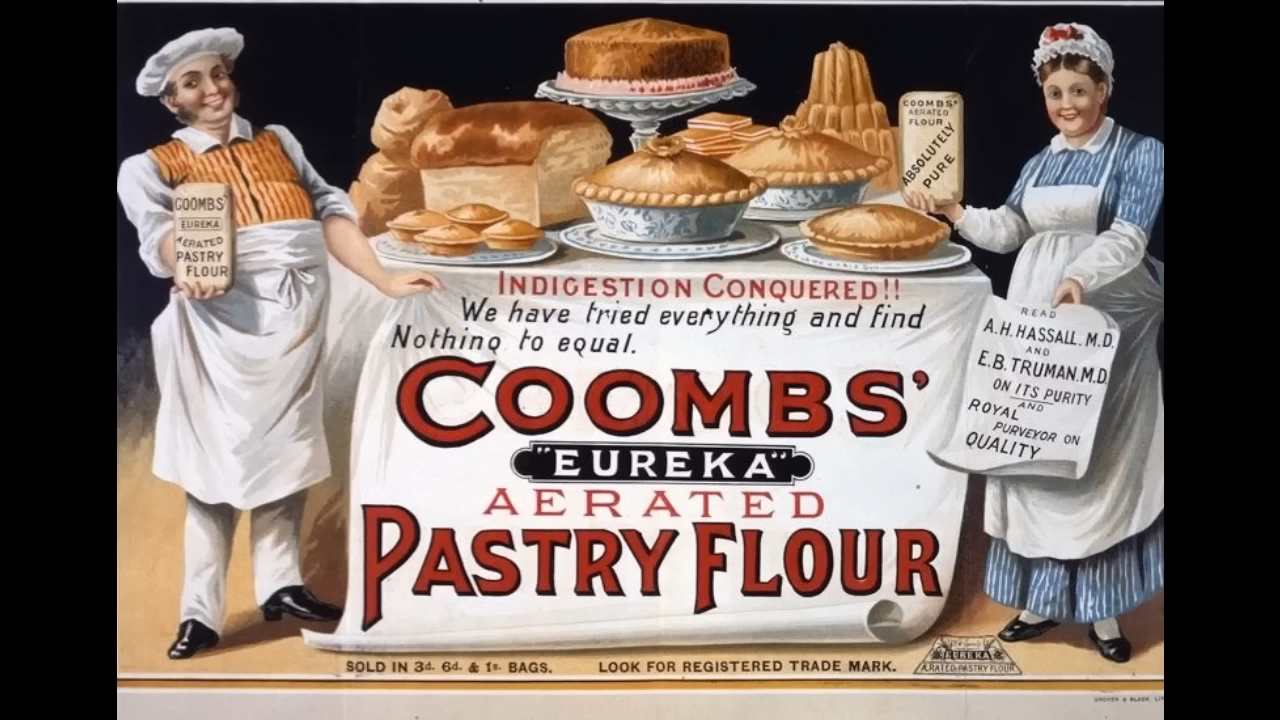 COOMBS'
EUREKA
AERATED
PASTRY
FLOUR
COOMBS'
AERATED
FLOUR
ABSOLUTELY
PURE
INDIGESTION CONQUERED!!
We have tried everything and find
Nothing to equal.
COOMBS'
"EUREKA"
AERATED
PASTRY FLOUR
READ
A.H. HASSALL. M.D.
AND
E.B. TRUMAN. M.D.
ON ITS PURITY
AND
ROYAL
PURVEYOR ON
QUALITY
SOLD IN 3d. 6d. & 1s. BAGS. LOOK FOR REGISTERED TRADE MARK.
EUREKA
AERATED PASTRY FLOUR